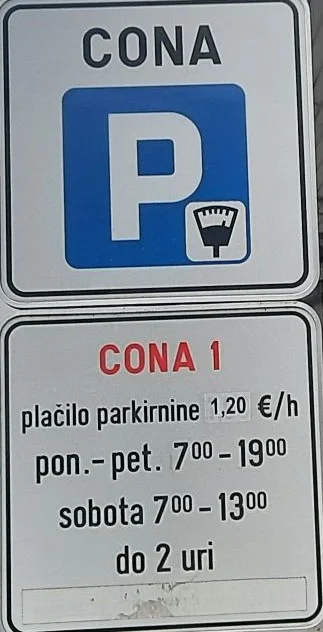 CONA
P
CONA 1
plačilo parkirnine 1,20 €/h
pon.- pet. 7⁰⁰ - 19⁰⁰
sobota 7⁰⁰ - 13⁰⁰
do 2 uri